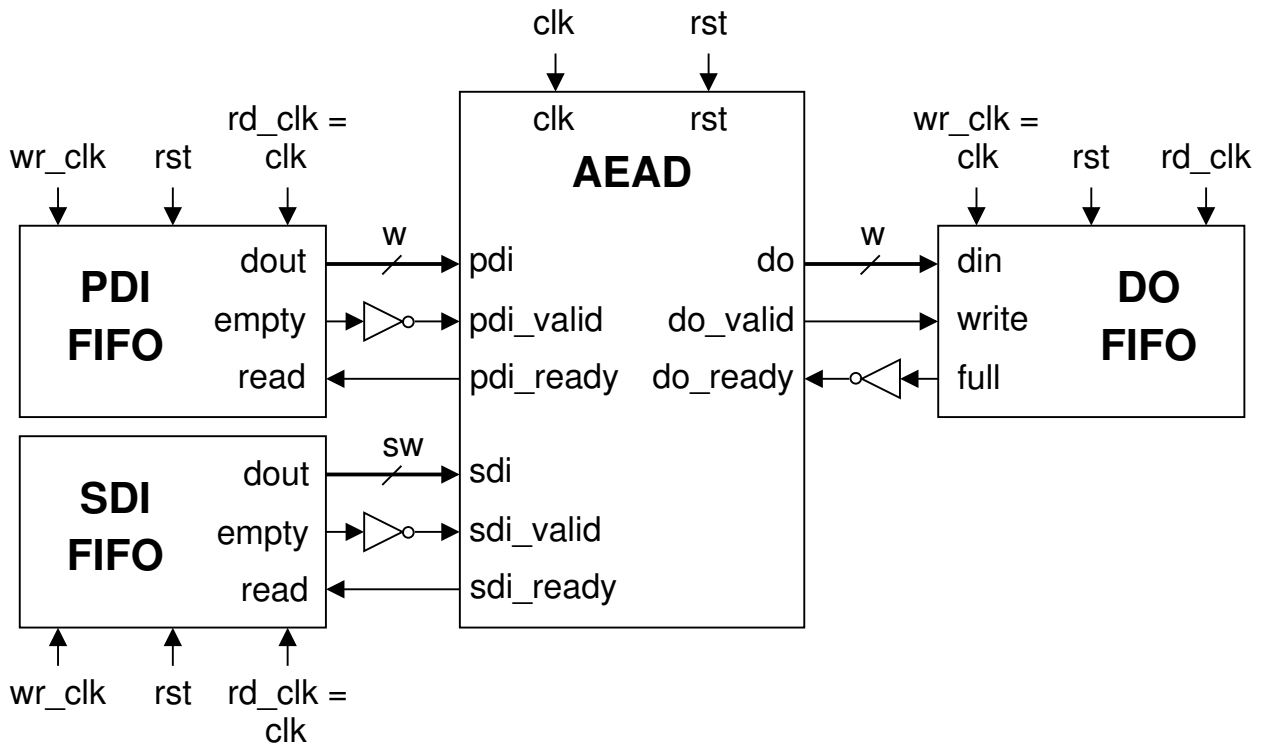 clk rst
clk rst
AEAD
rd_clk =
wr_clk rst clk
wr_clk =
clk rst rd_clk
PDI
FIFO
dout
empty
read
w
pdi
pdi_valid
pdi_ready
do
do_valid
do_ready
w
din
write
full
DO
FIFO
SDI
FIFO
dout
empty
read
sw
sdi
sdi_valid
sdi_ready
wr_clk rst rd_clk =
clk